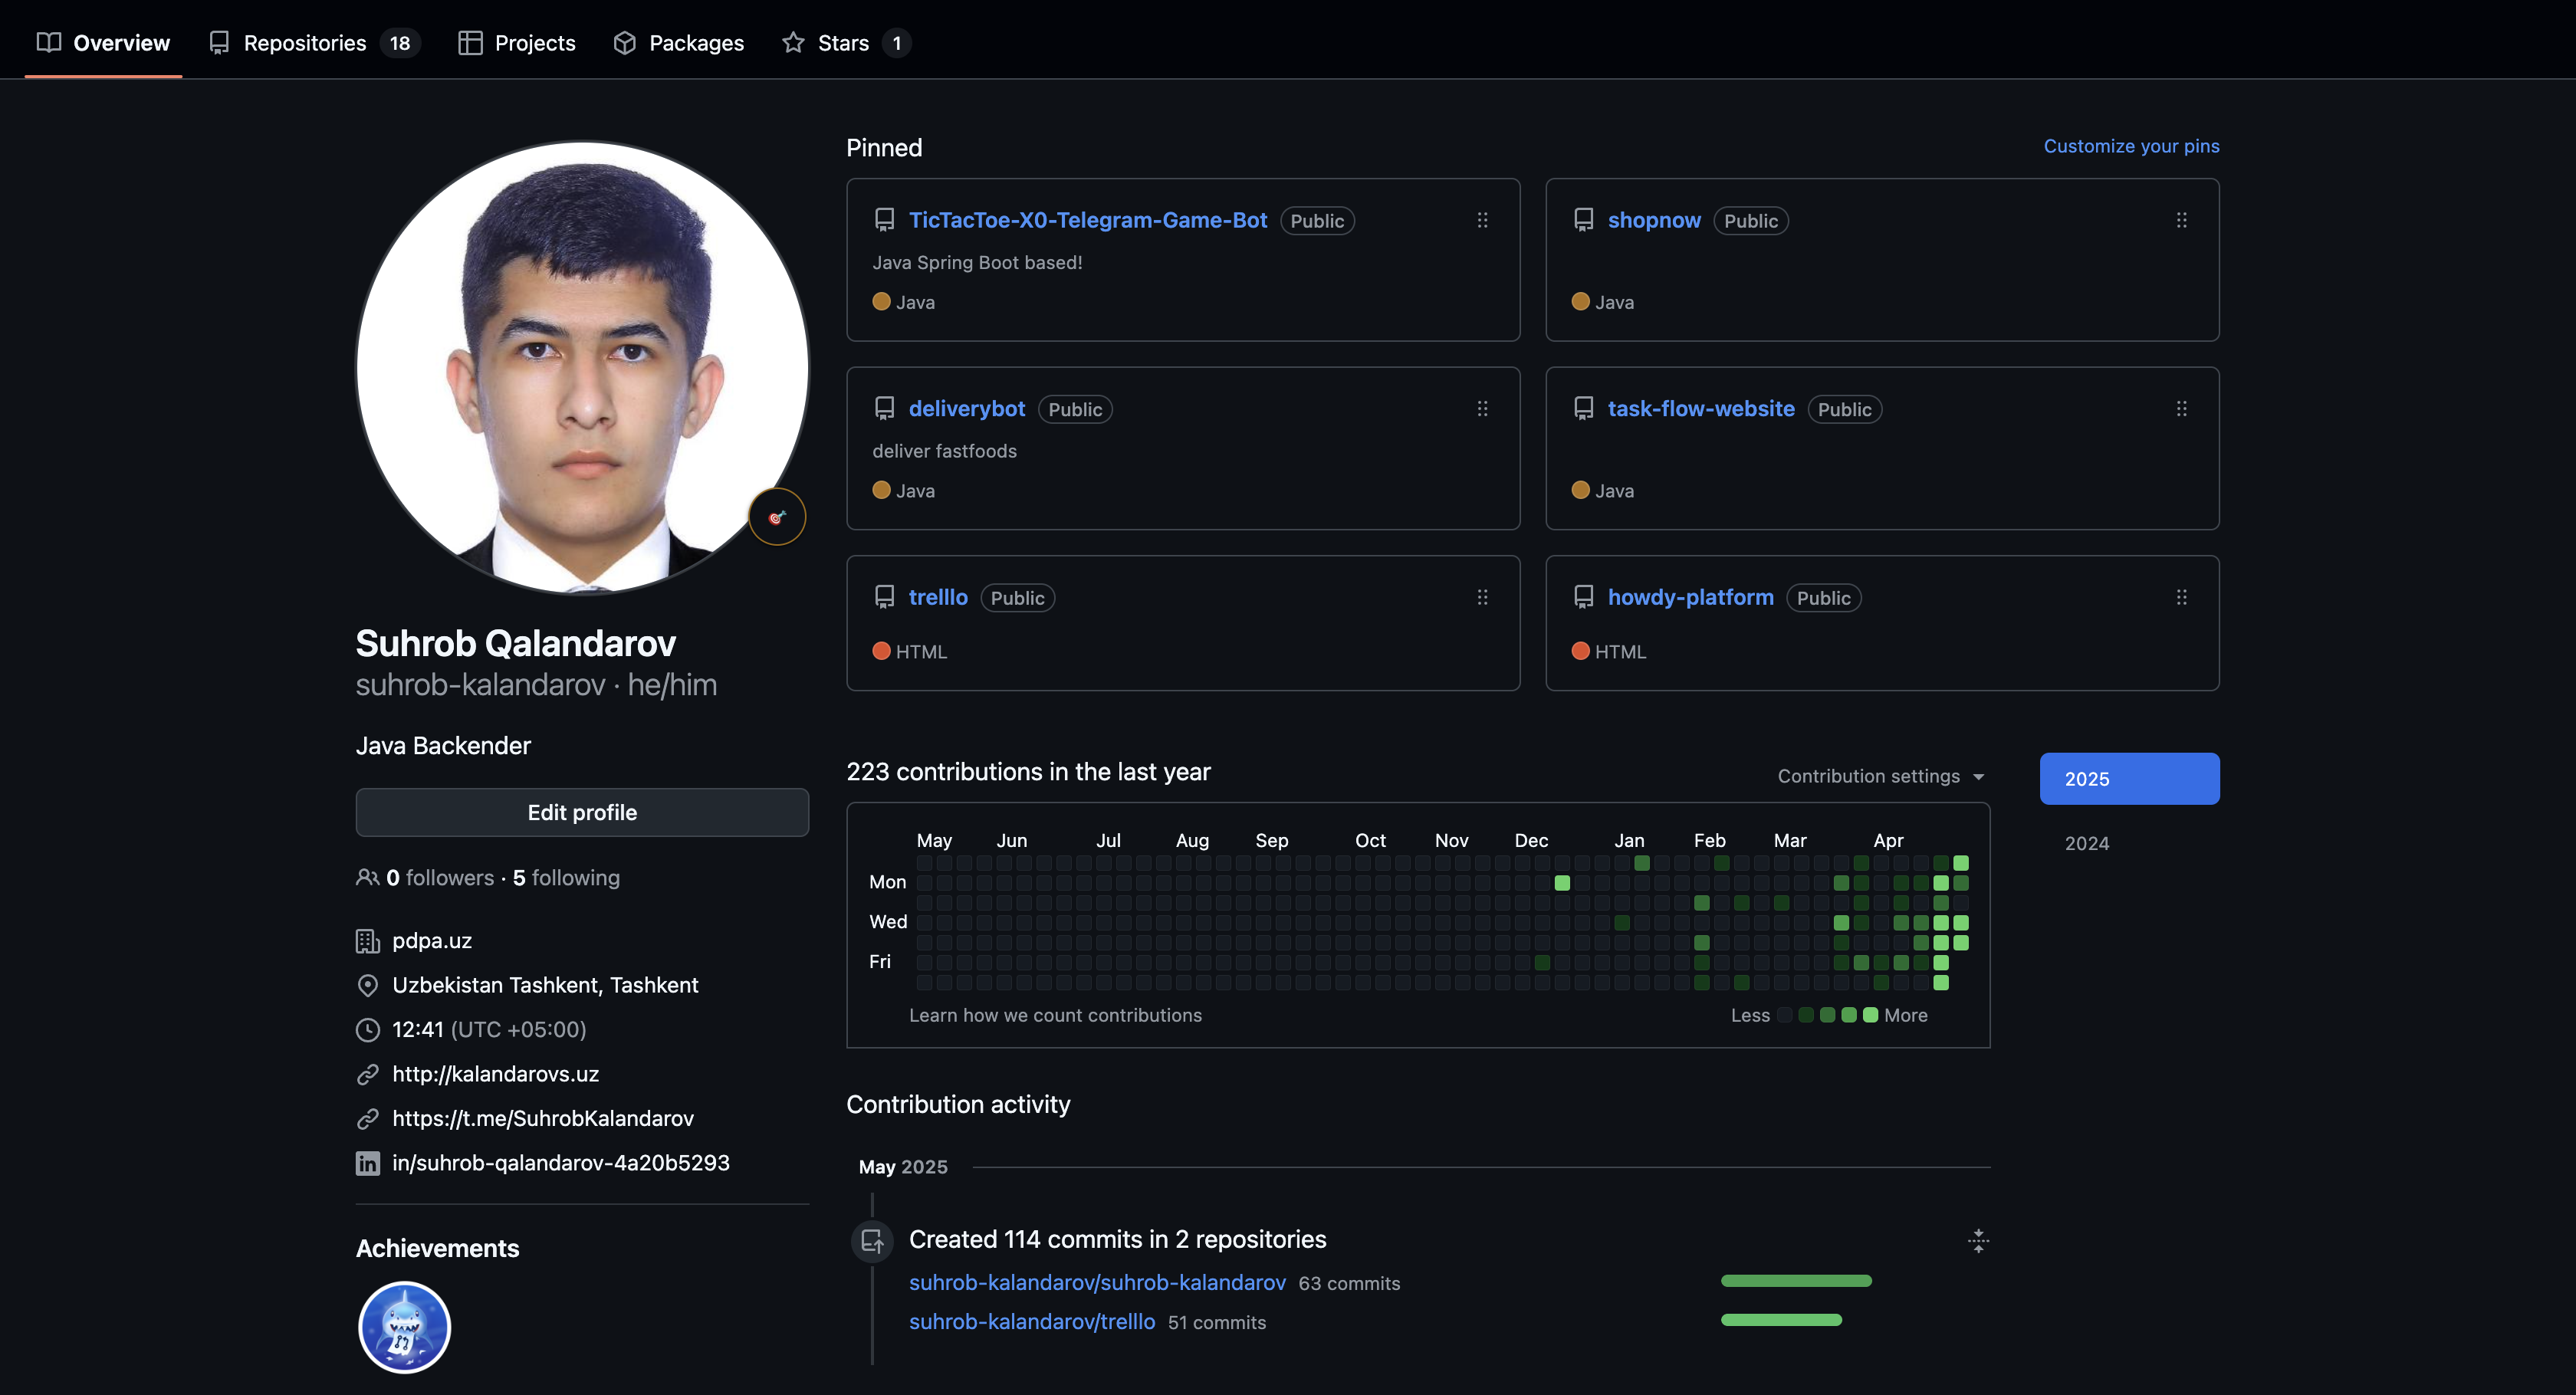 Overview Repositories 18 Projects Packages Stars 1
Pinned
Customize your pins
TicTacToe-X0-Telegram-Game-Bot Public
Java Spring Boot based!
Java
shopnow Public
Java
deliverybot Public
deliver fastfoods
Java
task-flow-website Public
Java
trelllo Public
HTML
howdy-platform Public
HTML
Suhrob Qalandarov
suhrob-kalandarov · he/him
Java Backender
Edit profile
0 followers · 5 following
pdpa.uz
Uzbekistan Tashkent, Tashkent
12:41 (UTC +05:00)
http://kalandarovs.uz
https://t.me/SuhrobKalandarov
in/suhrob-qalandarov-4a20b5293
Achievements
223 contributions in the last year
Contribution settings
2025
2024
May Jun Jul Aug Sep Oct Nov Dec Jan Feb Mar Apr
Mon
Wed
Fri
Learn how we count contributions
Less More
Contribution activity
May 2025
Created 114 commits in 2 repositories
suhrob-kalandarov/suhrob-kalandarov 63 commits
suhrob-kalandarov/trelllo 51 commits